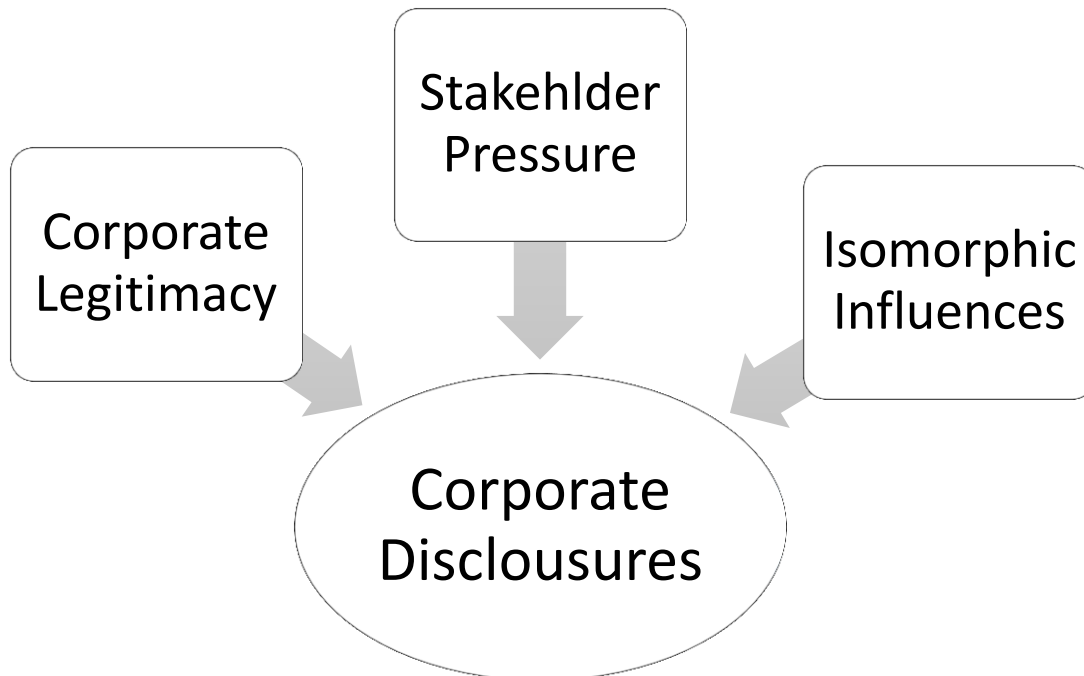 Stakehlder
Pressure
Corporate
Legitimacy
Isomorphic
Influences
Corporate
Disclousures